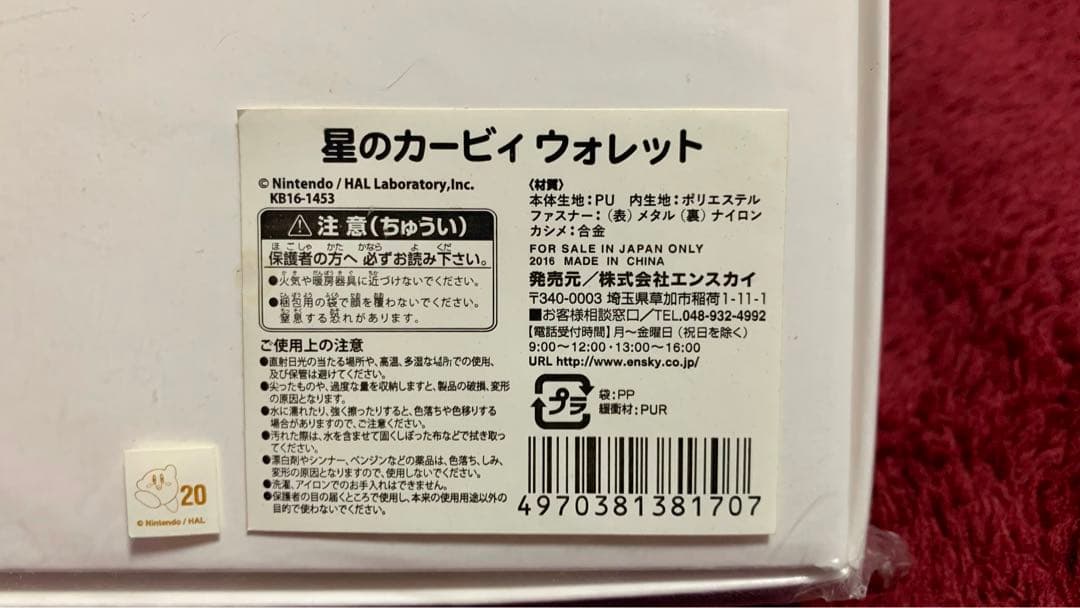 星のカービィ ウォレット
© Nintendo / HAL Laboratory,Inc.
KB16-1453
⚠注意(ちゅうい)
保護者の方へ 必ずお読み下さい。
●火気や暖房器具に近づけないでください。
●梱包用の袋で顔を覆わないでください。
窒息する恐れがあります。
ご使用上の注意
●直射日光の当たる場所や、高温、多湿な場所での使用、
及び保管は避けてください。
●尖ったものや、過度な量を収納しますと、製品の破損、変形
の原因となります。
●水に濡れたり、強く擦ったりすると、色落ちや色移りする
場合がありますので、ご注意ください。
●汚れた際は、水を含ませて固くしぼった布などで拭き取っ
てください。
●漂白剤やシンナー、ベンジンなどの薬品は、色落ち、しみ、
変形の原因となりますので、使用しないでください。
●洗濯、アイロンでのお手入れはできません。
●保護者の目の届くところで使用し、本来の使用用途以外の
目的で使わないでください。
〈材質〉
本体生地:PU 内生地:ポリエステル
ファスナー:(表)メタル(裏)ナイロン
カシメ:合金
FOR SALE IN JAPAN ONLY
2016 MADE IN CHINA
発売元/株式会社エンスカイ
〒340-0003 埼玉県草加市稲荷1-11-1
■お客様相談窓口/TEL.048-932-4992
【電話受付時間】月〜金曜日(祝日を除く)
9:00〜12:00・13:00〜16:00
URL http://www.ensky.co.jp/
プラ
袋:PP
緩衝材:PUR
4970381381707
20
© Nintendo / HAL